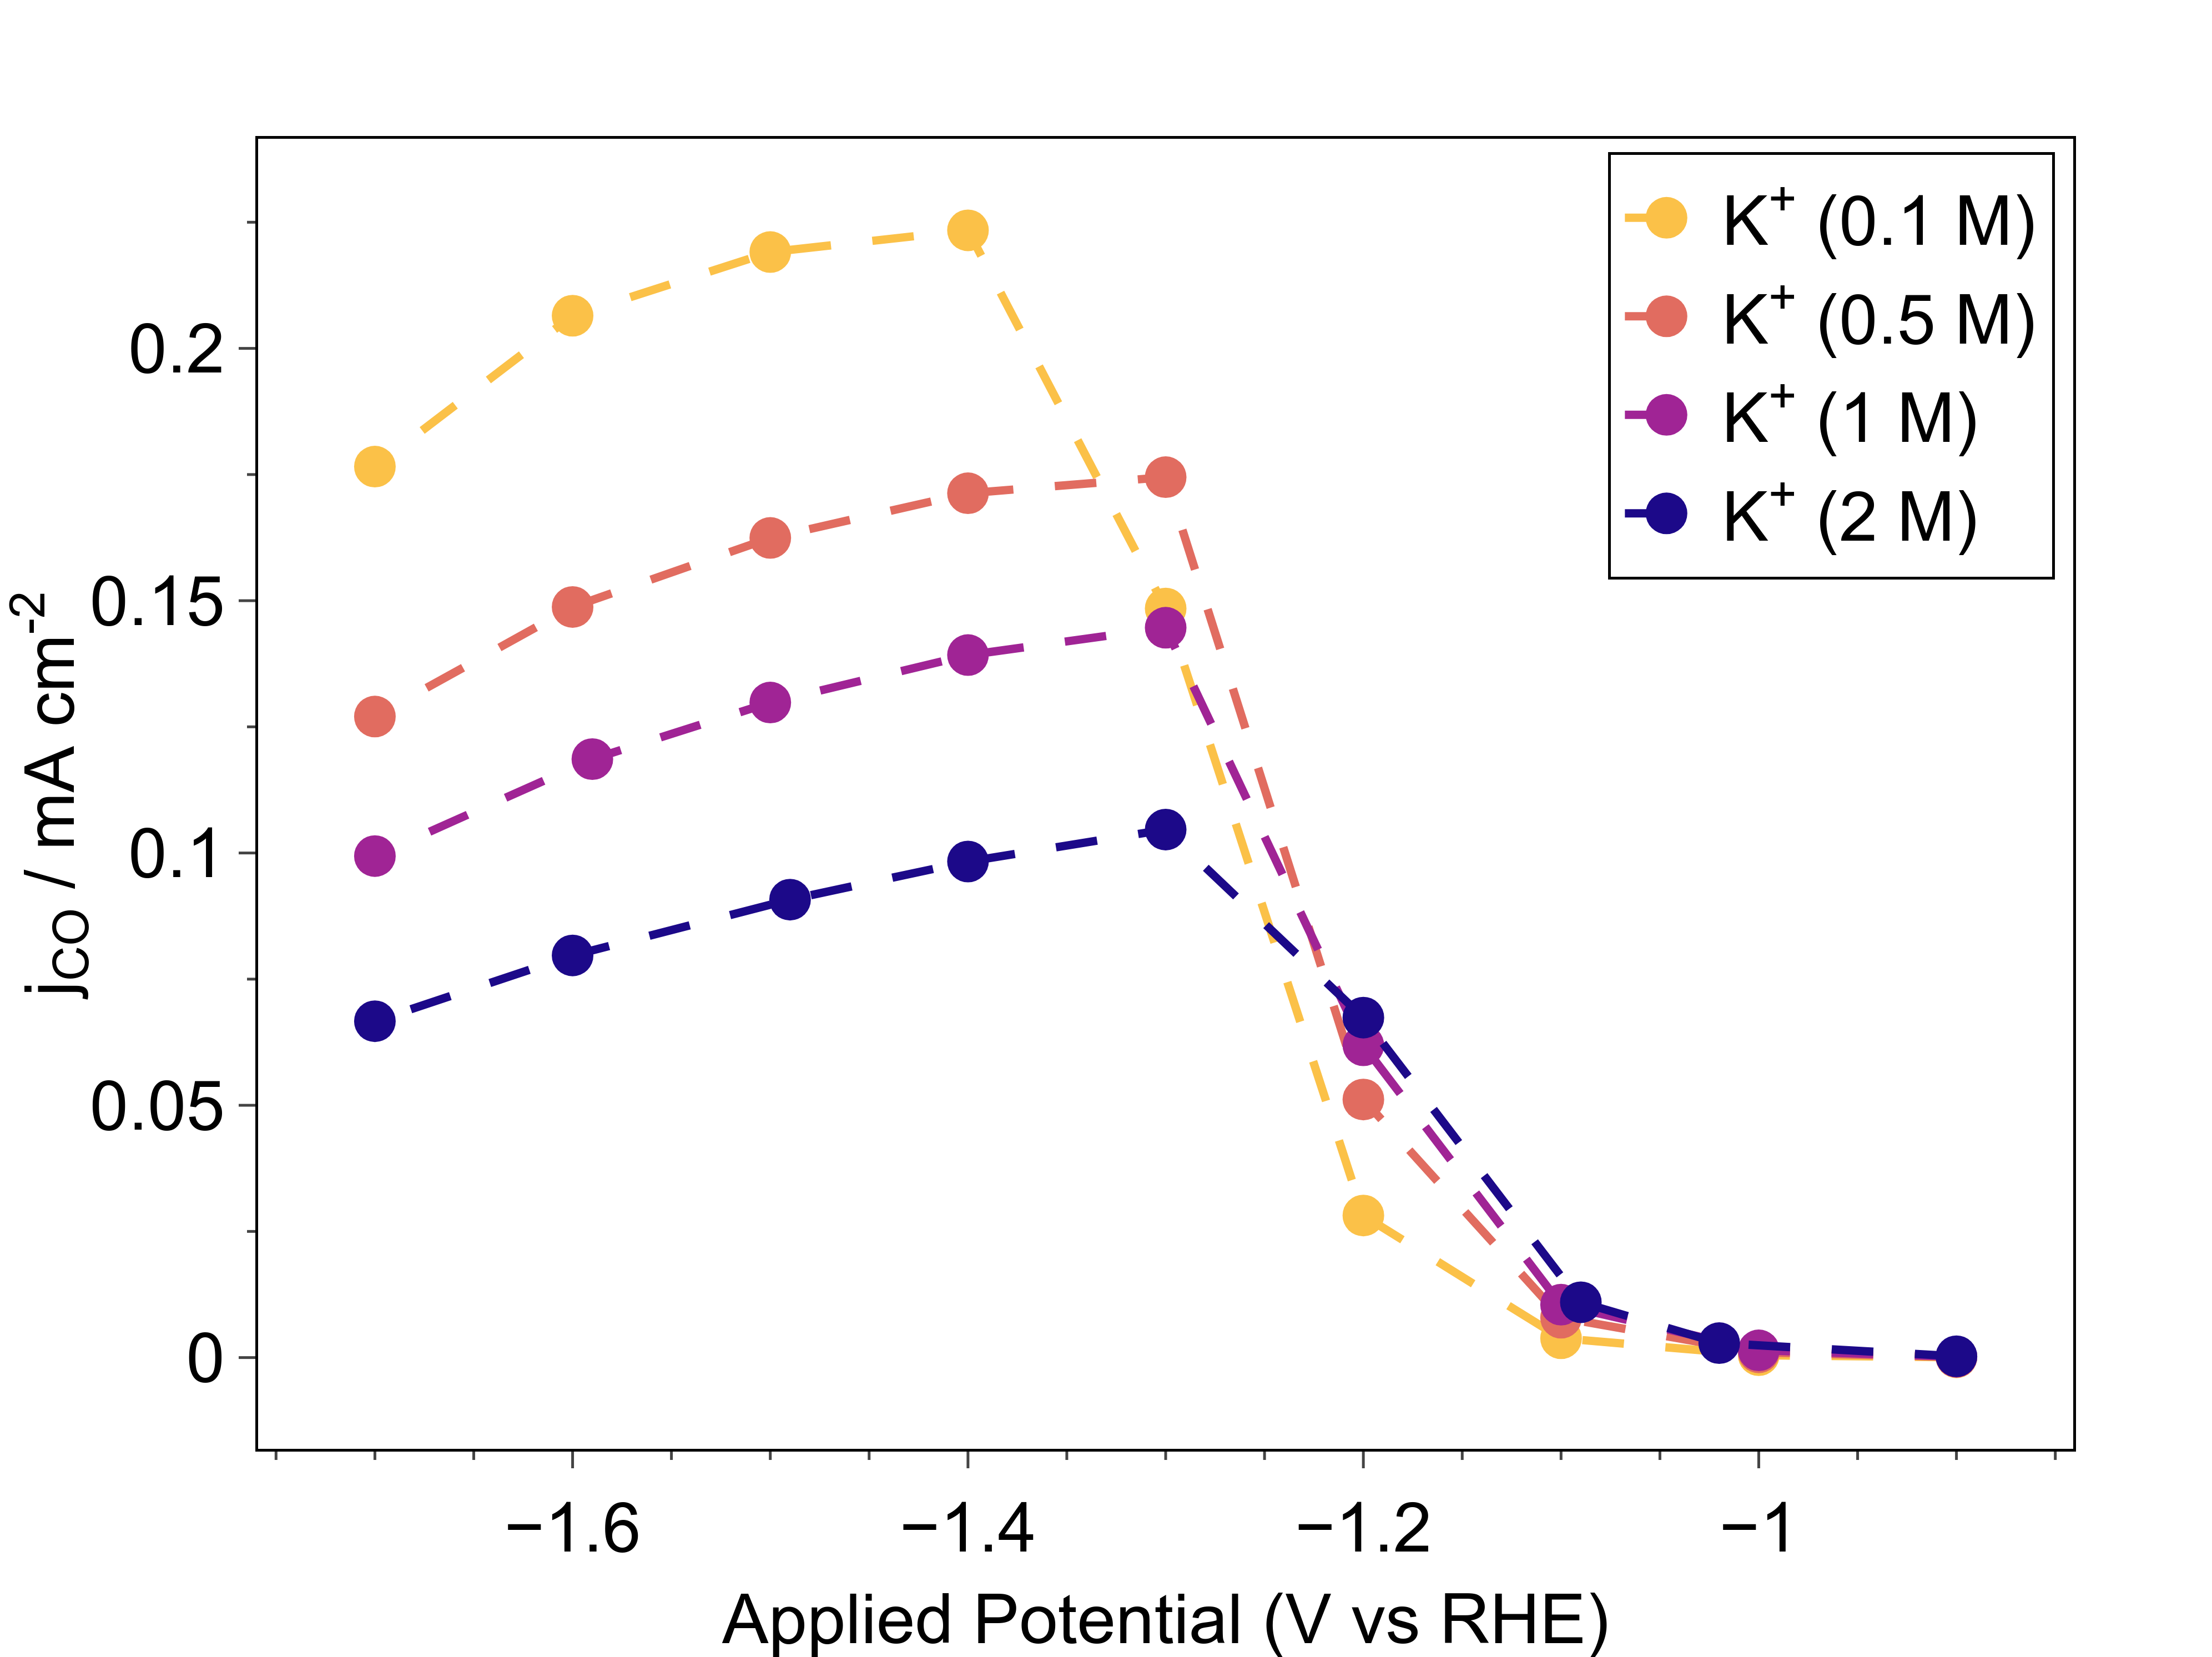 K+ (0.1 M)
K+ (0.5 M)
K+ (1 M)
K+ (2 M)
jco / mA cm-2
0.2
0.15
0.1
0.05
0
−1.6 −1.4 −1.2 −1
Applied Potential (V vs RHE)